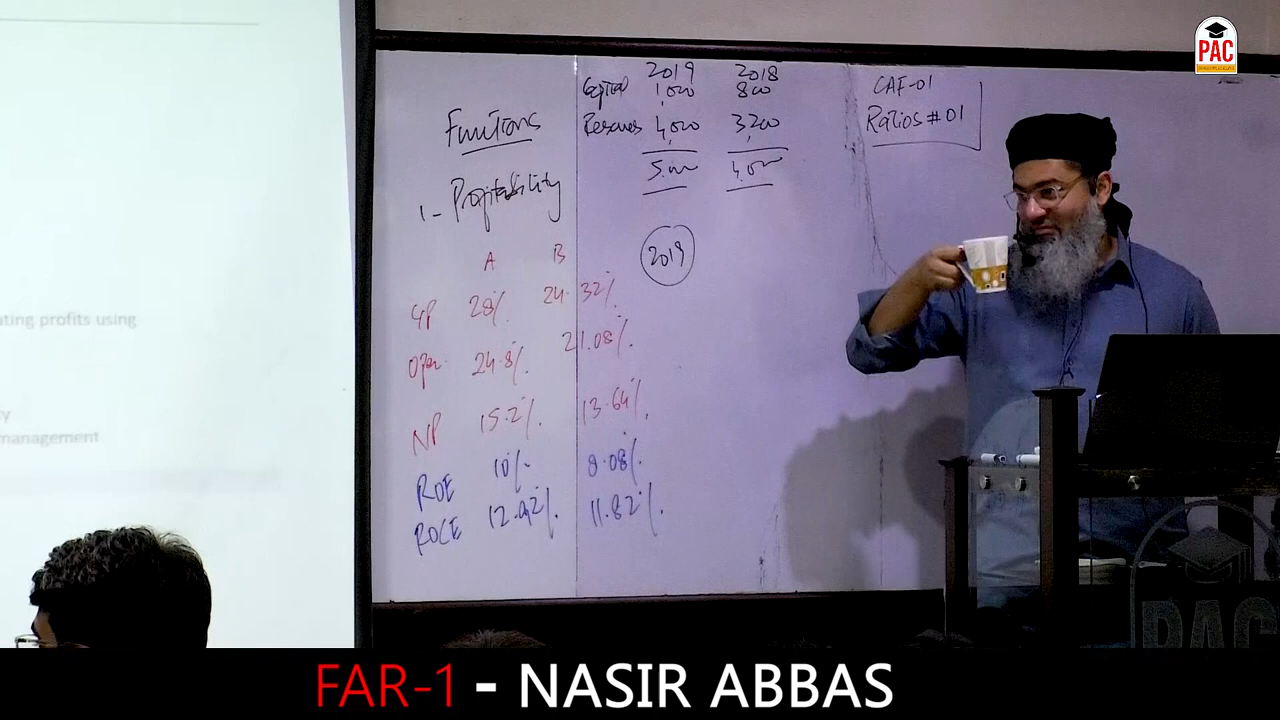 ating profits using
y
management
Functions
1- Profitability
2019 2018
Capital 1,000 800
Reserves 4,000 3,200
5,000 4,000
2019
A B
GP 28% 24.32%
Oper. 24.8% 21.08%
NP 15.2% 13.64%
ROE 10% 9.08%
ROCE 12.92% 11.82%
CAF-01
Ratios #01
PAC
PAC
FAR-1 - NASIR ABBAS